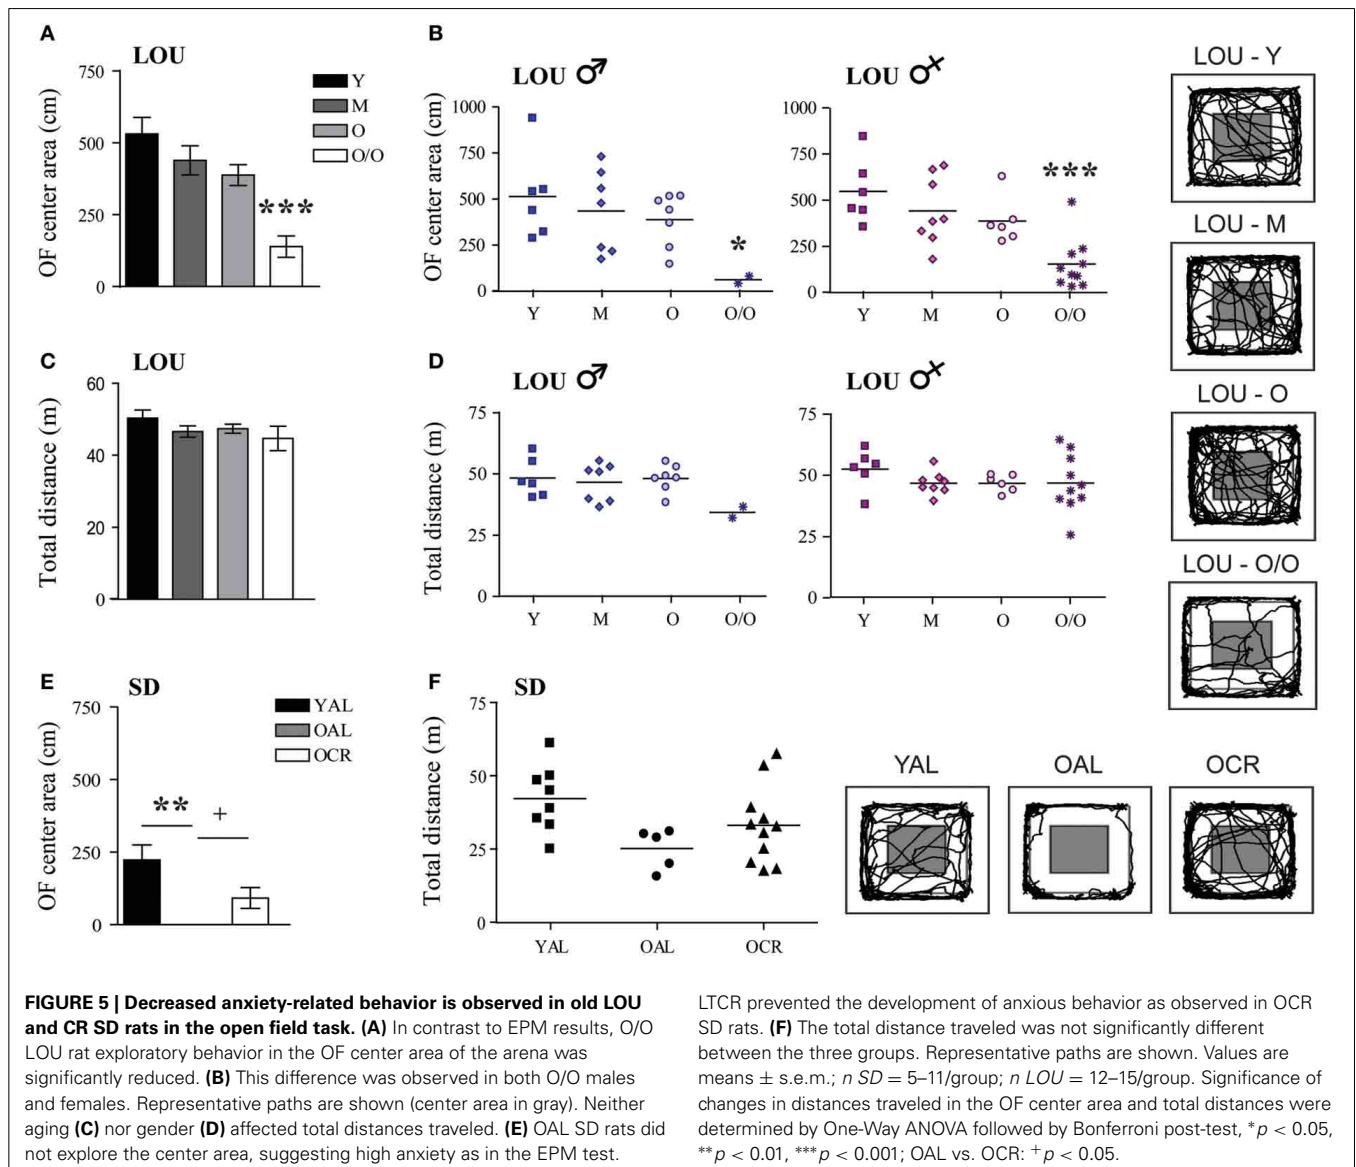 A
LOU
750
500
250
0
OF center area (cm)
Y
M
O
O/O
***
B
LOU ♂
1000
750
500
250
0
OF center area (cm)
*
Y M O O/O
LOU ♀
1000
750
500
250
0
***
Y M O O/O
LOU - Y
LOU - M
LOU - O
LOU - O/O
C
LOU
60
40
20
0
Total distance (m)
D
LOU ♂
75
50
25
0
Total distance (m)
Y M O O/O
LOU ♀
75
50
25
0
Y M O O/O
E
SD
750
500
250
0
OF center area (cm)
YAL
OAL
OCR
** +
F
SD
75
50
25
0
Total distance (m)
YAL OAL OCR
YAL OAL OCR
FIGURE 5 | Decreased anxiety-related behavior is observed in old LOU
and CR SD rats in the open field task. (A) In contrast to EPM results, O/O
LOU rat exploratory behavior in the OF center area of the arena was
significantly reduced. (B) This difference was observed in both O/O males
and females. Representative paths are shown (center area in gray). Neither
aging (C) nor gender (D) affected total distances traveled. (E) OAL SD rats did
not explore the center area, suggesting high anxiety as in the EPM test.
LTCR prevented the development of anxious behavior as observed in OCR
SD rats. (F) The total distance traveled was not significantly different
between the three groups. Representative paths are shown. Values are
means ± s.e.m.; n SD = 5–11/group; n LOU = 12–15/group. Significance of
changes in distances traveled in the OF center area and total distances were
determined by One-Way ANOVA followed by Bonferroni post-test, *p < 0.05,
**p < 0.01, ***p < 0.001; OAL vs. OCR: +p < 0.05.